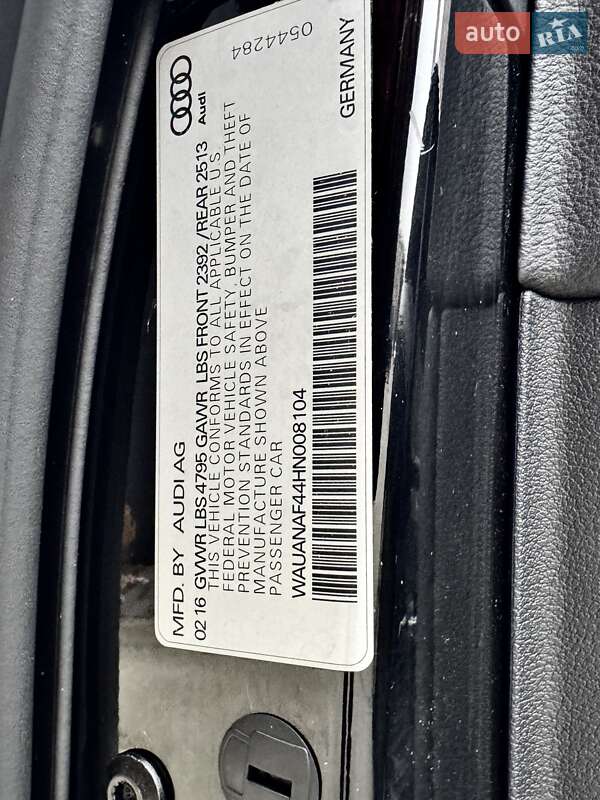 auto RIA.com
MFD. BY AUDI AG
02 16 GVWR LBS 4795 GAWR LBS FRONT 2392 /REAR 2513
THIS VEHICLE CONFORMS TO ALL APPLICABLE U S
FEDERAL MOTOR VEHICLE SAFETY, BUMPER AND THEFT
PREVENTION STANDARDS IN EFFECT ON THE DATE OF
MANUFACTURE SHOWN ABOVE
PASSENGER CAR
WAUANAF44HN008104
Audi
0544284
GERMANY